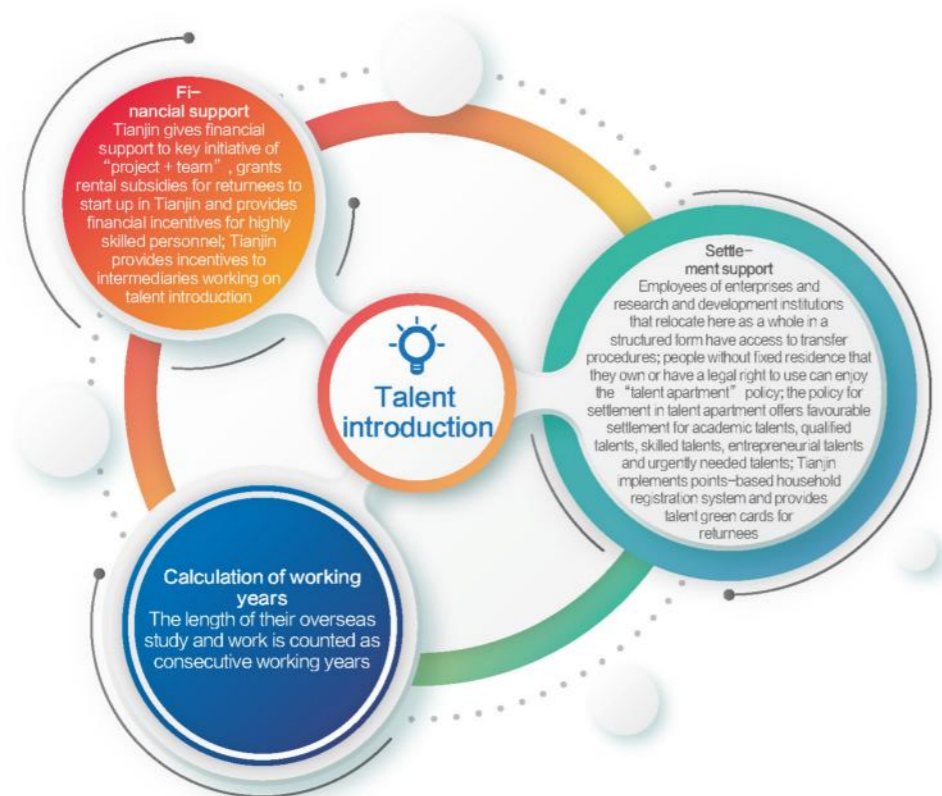 Fi–
nancial support
Tianjin gives financial
support to key initiative of
“project + team”, grants
rental subsidies for returnees to
start up in Tianjin and provides
financial incentives for highly
skilled personnel; Tianjin
provides incentives to
intermediaries working on
talent introduction
Settle–
ment support
Employees of enterprises and
research and development institutions
that relocate here as a whole in a
structured form have access to transfer
procedures; people without fixed residence that
they own or have a legal right to use can enjoy
the “talent apartment” policy; the policy for
settlement in talent apartment offers favourable
settlement for academic talents, qualified
talents, skilled talents, entrepreneurial talents
and urgently needed talents; Tianjin
implements points–based household
registration system and provides
talent green cards for
returnees
Talent
introduction
Calculation of working
years
The length of their overseas
study and work is counted as
consecutive working years